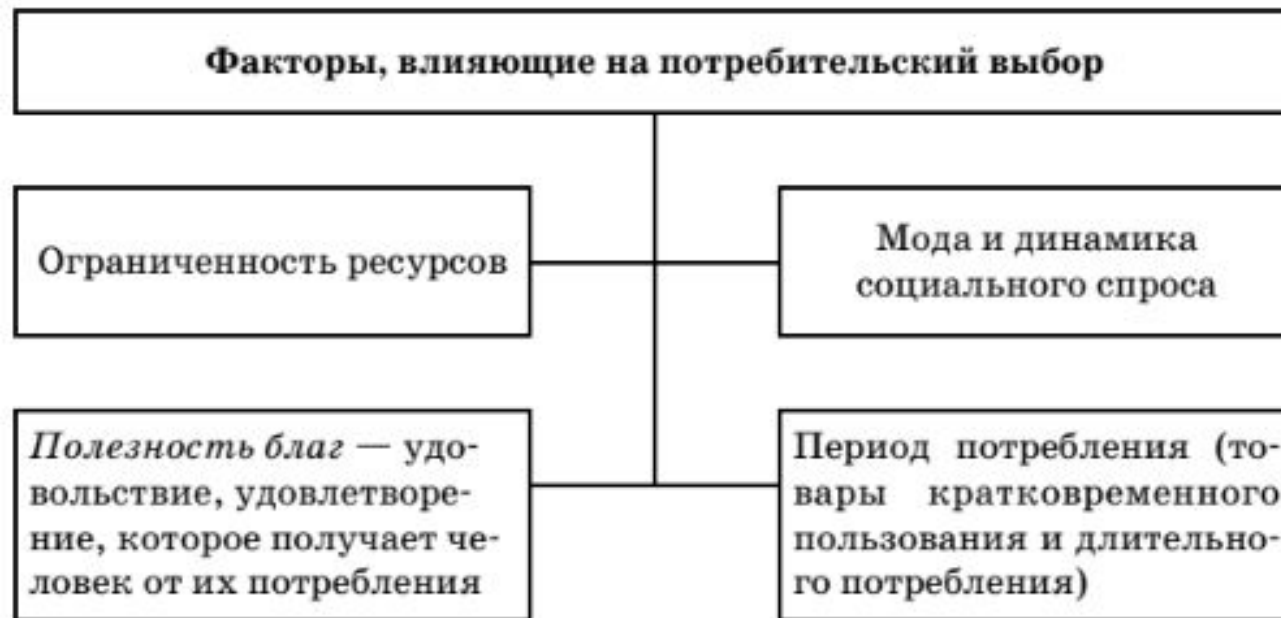 Факторы, влияющие на потребительский выбор
Ограниченность ресурсов
Мода и динамика
социального спроса
Полезность благ — удо-
вольствие, удовлетворе-
ние, которое получает че-
ловек от их потребления
Период потребления (то-
вары кратковременного
пользования и длительно-
го потребления)